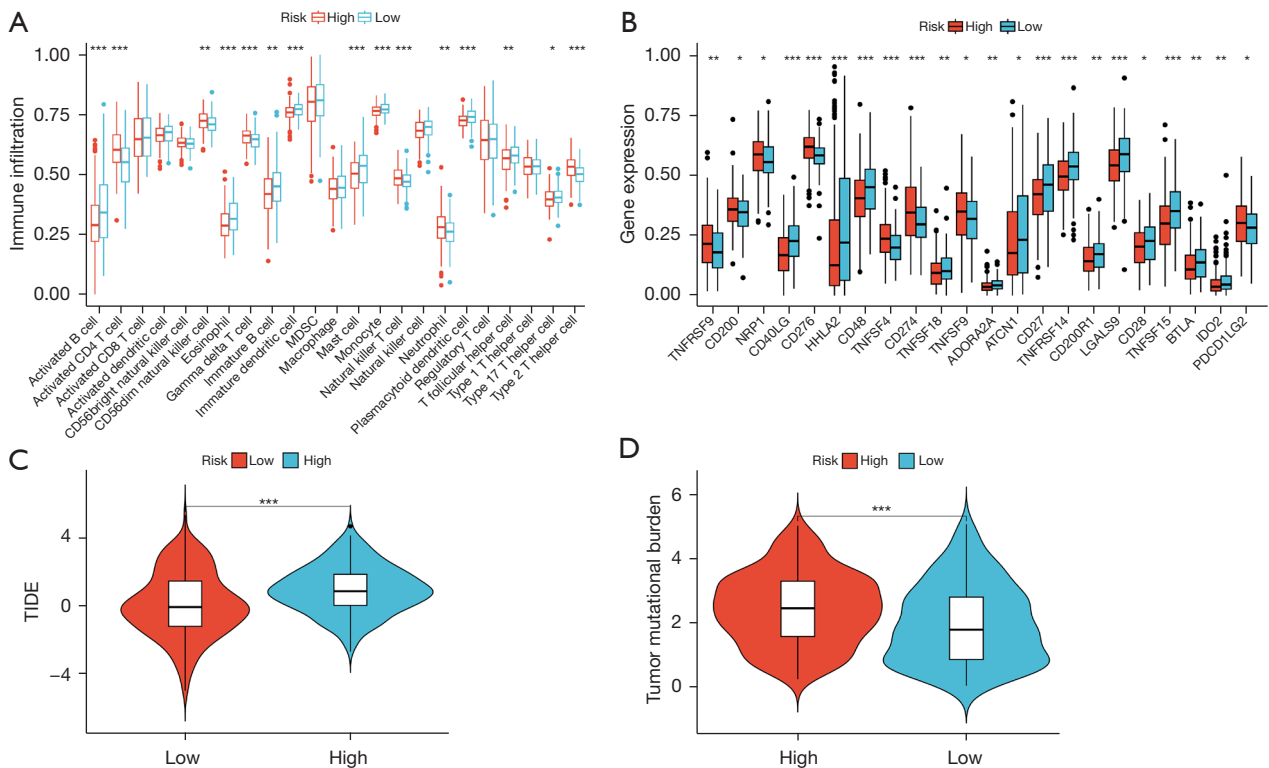 A
Risk High Low
*** *** ** *** *** ** *** *** *** *** ** *** ** * ***
Immune infiltration
1.00
0.75
0.50
0.25
0.00
Activated B cell
Activated CD4 T cell
Activated CD8 T cell
Activated dendritic cell
CD56bright natural killer cell
CD56dim natural killer cell
Eosinophil
Gamma delta T cell
Immature B cell
Immature dendritic cell
MDSC
Macrophage
Mast cell
Monocyte
Natural killer T cell
Natural killer cell
Neutrophil
Plasmacytoid dendritic cell
Regulatory T cell
T follicular helper cell
Type 1 T helper cell
Type 17 T helper cell
Type 2 T helper cell
B
Risk High Low
** * * *** *** *** *** *** *** ** * ** * *** *** ** *** * *** ** ** *
Gene expression
1.00
0.75
0.50
0.25
0.00
TNFRSF9
CD200
NRP1
CD40LG
CD276
HHLA2
CD48
TNFSF4
CD274
TNFSF18
TNFSF9
ADORA2A
ATCN1
CD27
TNFRSF14
CD200R1
LGALS9
CD28
TNFSF15
BTLA
IDO2
PDCD1LG2
C
Risk Low High
***
TIDE
4
0
−4
Low High
D
Risk High Low
***
Tumor mutational burden
6
4
2
0
High Low